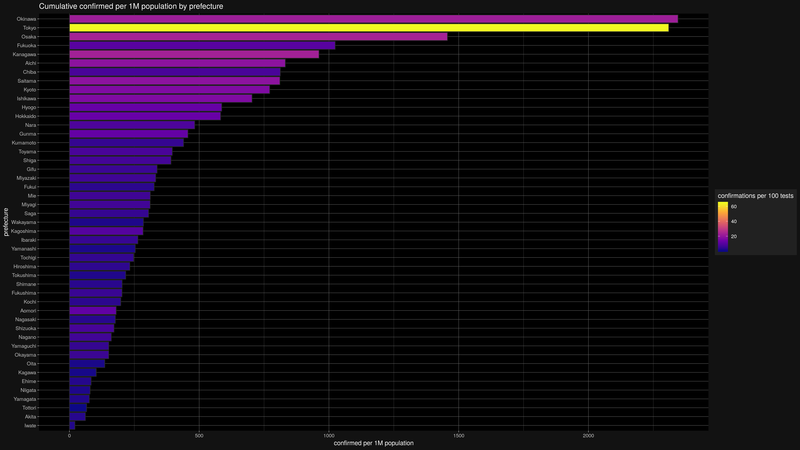 Cumulative confirmed per 1M population by prefecture
Okinawa
Tokyo
Osaka
Fukuoka
Kanagawa
Aichi
Chiba
Saitama
Kyoto
Ishikawa
Hyogo
Hokkaido
Nara
Gunma
Kumamoto
Toyama
Shiga
Gifu
Miyazaki
Fukui
Mie
Miyagi
Saga
Wakayama
Kagoshima
Ibaraki
Yamanashi
Tochigi
Hiroshima
Tokushima
Shimane
Fukushima
Kochi
Aomori
Nagasaki
Shizuoka
Nagano
Yamaguchi
Okayama
Oita
Kagawa
Ehime
Niigata
Yamagata
Tottori
Akita
Iwate
prefecture
0 500 1000 1500 2000
confirmed per 1M population
confirmations per 100 tests
60
40
20